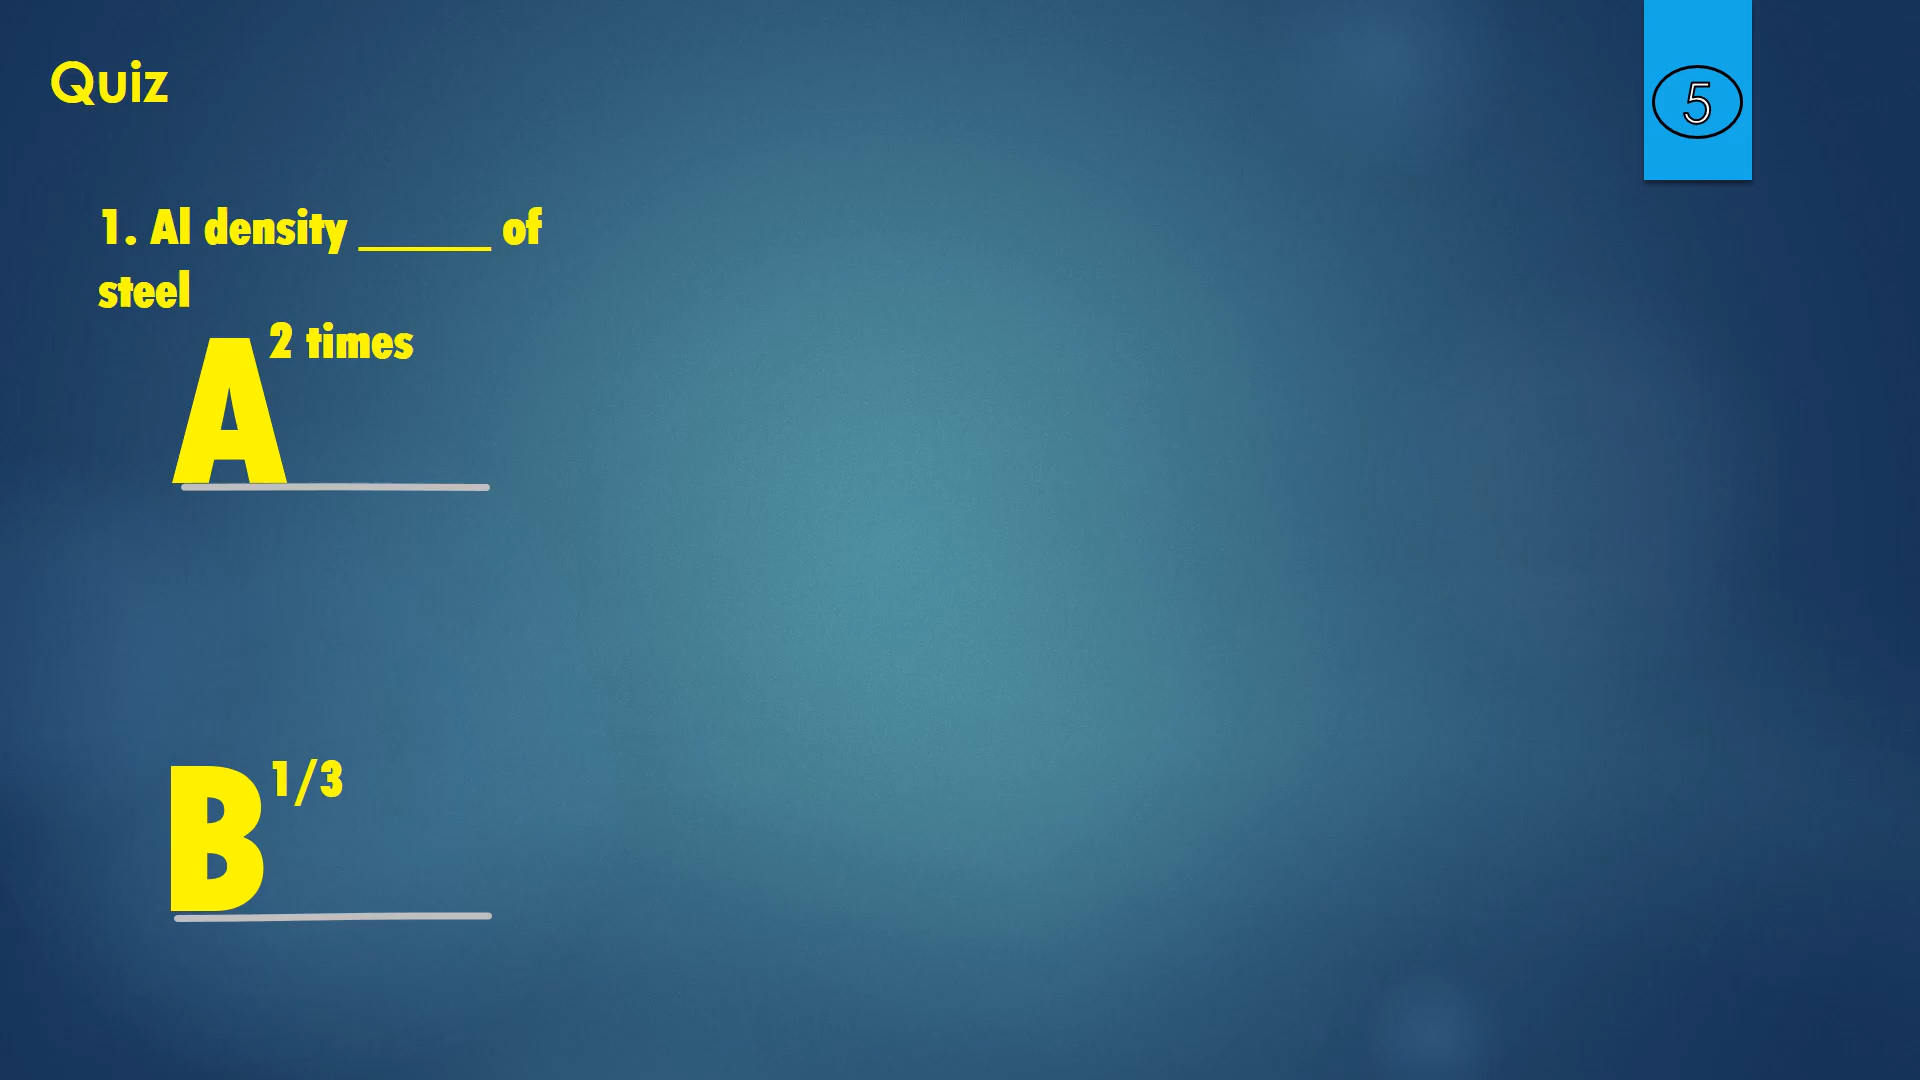 Quiz
5
1. Al density ______ of
steel
A 2 times
B 1/3